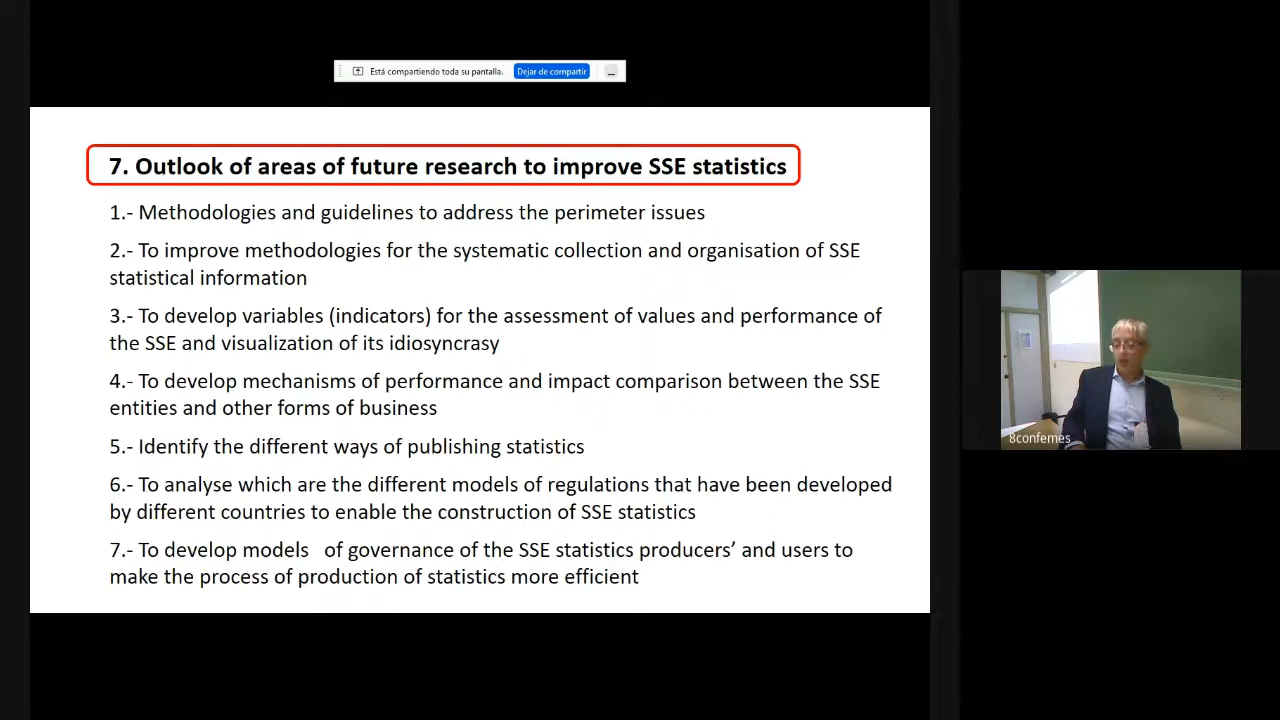 Está compartiendo toda su pantalla. Dejar de compartir
7. Outlook of areas of future research to improve SSE statistics
1.- Methodologies and guidelines to address the perimeter issues
2.- To improve methodologies for the systematic collection and organisation of SSE
statistical information
3.- To develop variables (indicators) for the assessment of values and performance of
the SSE and visualization of its idiosyncrasy
4.- To develop mechanisms of performance and impact comparison between the SSE
entities and other forms of business
5.- Identify the different ways of publishing statistics
6.- To analyse which are the different models of regulations that have been developed
by different countries to enable the construction of SSE statistics
7.- To develop models of governance of the SSE statistics producers’ and users to
make the process of production of statistics more efficient
8confemes